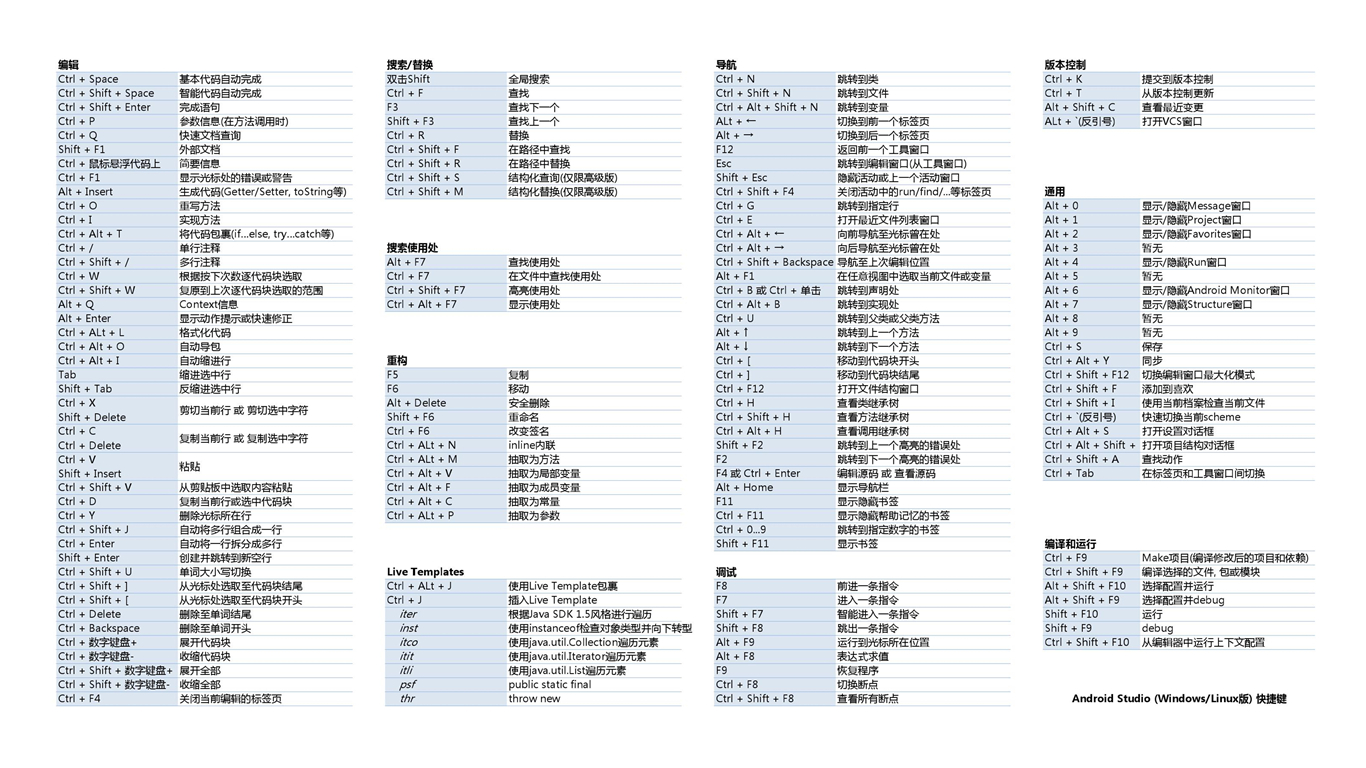 编辑
Ctrl + Space 基本代码自动完成
Ctrl + Shift + Space 智能代码自动完成
Ctrl + Shift + Enter 完成语句
Ctrl + P 参数信息(在方法调用时)
Ctrl + Q 快速文档查询
Shift + F1 外部文档
Ctrl + 鼠标悬浮代码上 简要信息
Ctrl + F1 显示光标处的错误或警告
Alt + Insert 生成代码(Getter/Setter, toString等)
Ctrl + O 重写方法
Ctrl + I 实现方法
Ctrl + Alt + T 将代码包裹(if...else, try...catch等)
Ctrl + / 单行注释
Ctrl + Shift + / 多行注释
Ctrl + W 根据按下次数逐代码块选取
Ctrl + Shift + W 复原到上次逐代码块选取的范围
Alt + Q Context信息
Alt + Enter 显示动作提示或快速修正
Ctrl + ALt + L 格式化代码
Ctrl + Alt + O 自动导包
Ctrl + Alt + I 自动缩进行
Tab 缩进选中行
Shift + Tab 反缩进选中行
Ctrl + X
Shift + Delete 剪切当前行 或 剪切选中字符
Ctrl + C
Ctrl + Delete 复制当前行 或 复制选中字符
Ctrl + V
Shift + Insert 粘贴
Ctrl + Shift + V 从剪贴板中选取内容粘贴
Ctrl + D 复制当前行或选中代码块
Ctrl + Y 删除光标所在行
Ctrl + Shift + J 自动将多行组合成一行
Ctrl + Enter 自动将一行拆分成多行
Shift + Enter 创建并跳转到新空行
Ctrl + Shift + U 单词大小写切换
Ctrl + Shift + ] 从光标处选取至代码块结尾
Ctrl + Shift + [ 从光标处选取至代码块开头
Ctrl + Delete 删除至单词结尾
Ctrl + Backspace 删除至单词开头
Ctrl + 数字键盘+ 展开代码块
Ctrl + 数字键盘- 收缩代码块
Ctrl + Shift + 数字键盘+ 展开全部
Ctrl + Shift + 数字键盘- 收缩全部
Ctrl + F4 关闭当前编辑的标签页
搜索/替换
双击Shift 全局搜索
Ctrl + F 查找
F3 查找下一个
Shift + F3 查找上一个
Ctrl + R 替换
Ctrl + Shift + F 在路径中查找
Ctrl + Shift + R 在路径中替换
Ctrl + Shift + S 结构化查询(仅限高级版)
Ctrl + Shift + M 结构化替换(仅限高级版)
搜索使用处
Alt + F7 查找使用处
Ctrl + F7 在文件中查找使用处
Ctrl + Shift + F7 高亮使用处
Ctrl + Alt + F7 显示使用处
重构
F5 复制
F6 移动
Alt + Delete 安全删除
Shift + F6 重命名
Ctrl + F6 改变签名
Ctrl + ALt + N inline内联
Ctrl + ALt + M 抽取为方法
Ctrl + Alt + V 抽取为局部变量
Ctrl + Alt + F 抽取为成员变量
Ctrl + Alt + C 抽取为常量
Ctrl + ALt + P 抽取为参数
Live Templates
Ctrl + ALt + J 使用Live Template包裹
Ctrl + J 插入Live Template
iter 根据Java SDK 1.5风格进行遍历
inst 使用instanceof检查对象类型并向下转型
itco 使用java.util.Collection遍历元素
itit 使用java.util.Iterator遍历元素
itli 使用java.util.List遍历元素
psf public static final
thr throw new
导航
Ctrl + N 跳转到类
Ctrl + Shift + N 跳转到文件
Ctrl + Alt + Shift + N 跳转到变量
ALt + ← 切换到前一个标签页
Alt + → 切换到后一个标签页
F12 返回前一个工具窗口
Esc 跳转到编辑窗口(从工具窗口)
Shift + Esc 隐藏活动或上一个活动窗口
Ctrl + Shift + F4 关闭活动中的run/find/...等标签页
Ctrl + G 跳转到指定行
Ctrl + E 打开最近文件列表窗口
Ctrl + Alt + ← 向前导航至光标曾在处
Ctrl + Alt + → 向后导航至光标曾在处
Ctrl + Shift + Backspace 导航至上次编辑位置
Alt + F1 在任意视图中选取当前文件或变量
Ctrl + B 或 Ctrl + 单击 跳转到声明处
Ctrl + Alt + B 跳转到实现处
Ctrl + U 跳转到父类或父类方法
Alt + ↑ 跳转到上一个方法
Alt + ↓ 跳转到下一个方法
Ctrl + [ 移动到代码块开头
Ctrl + ] 移动到代码块结尾
Ctrl + F12 打开文件结构窗口
Ctrl + H 查看类继承树
Ctrl + Shift + H 查看方法继承树
Ctrl + Alt + H 查看调用继承树
Shift + F2 跳转到上一个高亮的错误处
F2 跳转到下一个高亮的错误处
F4 或 Ctrl + Enter 编辑源码 或 查看源码
Alt + Home 显示导航栏
F11 显示隐藏书签
Ctrl + F11 显示隐藏帮助记忆的书签
Ctrl + 0...9 跳转到指定数字的书签
Shift + F11 显示书签
调试
F8 前进一条指令
F7 进入一条指令
Shift + F7 智能进入一条指令
Shift + F8 跳出一条指令
Alt + F9 运行到光标所在位置
Alt + F8 表达式求值
F9 恢复程序
Ctrl + F8 切换断点
Ctrl + Shift + F8 查看所有断点
版本控制
Ctrl + K 提交到版本控制
Ctrl + T 从版本控制更新
Alt + Shift + C 查看最近变更
ALt + `(反引号) 打开VCS窗口
通用
Alt + 0 显示/隐藏Message窗口
Alt + 1 显示/隐藏Project窗口
Alt + 2 显示/隐藏Favorites窗口
Alt + 3 暂无
Alt + 4 显示/隐藏Run窗口
Alt + 5 暂无
Alt + 6 显示/隐藏Android Monitor窗口
Alt + 7 显示/隐藏Structure窗口
Alt + 8 暂无
Alt + 9 暂无
Ctrl + S 保存
Ctrl + Alt + Y 同步
Ctrl + Shift + F12 切换编辑窗口最大化模式
Ctrl + Shift + F 添加到喜欢
Ctrl + Shift + I 使用当前档案检查当前文件
Ctrl + `(反引号) 快速切换当前scheme
Ctrl + Alt + S 打开设置对话框
Ctrl + Alt + Shift + 打开项目结构对话框
Ctrl + Shift + A 查找动作
Ctrl + Tab 在标签页和工具窗口间切换
编译和运行
Ctrl + F9 Make项目(编译修改后的项目和依赖)
Ctrl + Shift + F9 编译选择的文件, 包或模块
Alt + Shift + F10 选择配置并运行
Alt + Shift + F9 选择配置并debug
Shift + F10 运行
Shift + F9 debug
Ctrl + Shift + F10 从编辑器中运行上下文配置
Android Studio (Windows/Linux版) 快捷键